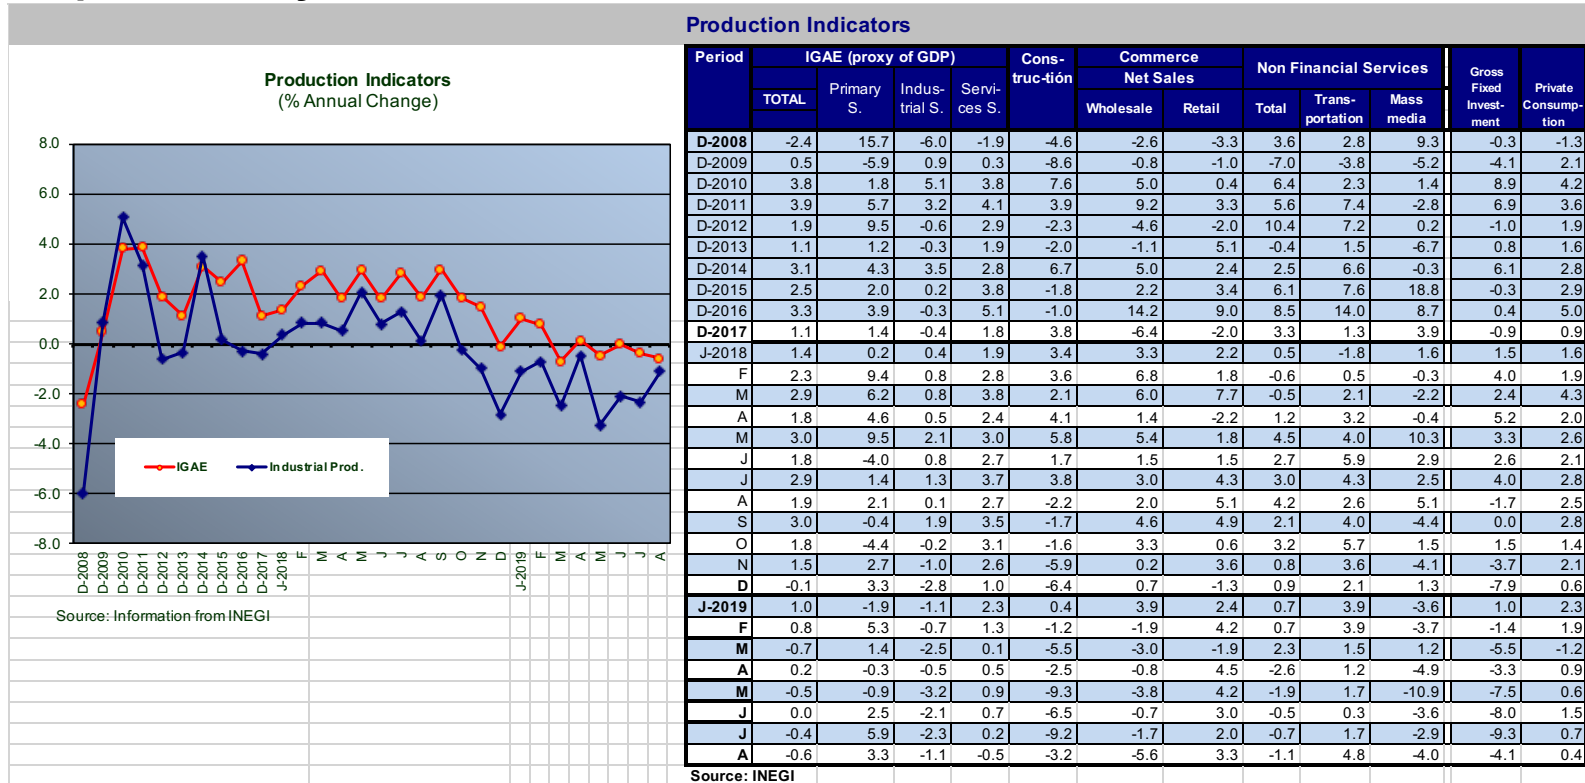 Production Indicators
Production Indicators
(% Annual Change)
8.0
6.0
4.0
2.0
0.0
-2.0
-4.0
-6.0
-8.0
IGAE Industrial Prod.
D-2008 D-2009 D-2010 D-2011 D-2012 D-2013 D-2014 D-2015 D-2016 D-2017 J-2018 F M A M J J A S O N D J-2019 F M A M J J A
Source: Information from INEGI
Period IGAE (proxy of GDP) Cons-truc-tión Commerce Non Financial Services Gross Fixed Invest-ment Private Consump-tion
Net Sales
TOTAL Primary S. Indus-trial S. Servi-ces S. Wholesale Retail Total Trans-portation Mass media
D-2008 -2.4 15.7 -6.0 -1.9 -4.6 -2.6 -3.3 3.6 2.8 9.3 -0.3 -1.3
D-2009 0.5 -5.9 0.9 0.3 -8.6 -0.8 -1.0 -7.0 -3.8 -5.2 -4.1 2.1
D-2010 3.8 1.8 5.1 3.8 7.6 5.0 0.4 6.4 2.3 1.4 8.9 4.2
D-2011 3.9 5.7 3.2 4.1 3.9 9.2 3.3 5.6 7.4 -2.8 6.9 3.6
D-2012 1.9 9.5 -0.6 2.9 -2.3 -4.6 -2.0 10.4 7.2 0.2 -1.0 1.9
D-2013 1.1 1.2 -0.3 1.9 -2.0 -1.1 5.1 -0.4 1.5 -6.7 0.8 1.6
D-2014 3.1 4.3 3.5 2.8 6.7 5.0 2.4 2.5 6.6 -0.3 6.1 2.8
D-2015 2.5 2.0 0.2 3.8 -1.8 2.2 3.4 6.1 7.6 18.8 -0.3 2.9
D-2016 3.3 3.9 -0.3 5.1 -1.0 14.2 9.0 8.5 14.0 8.7 0.4 5.0
D-2017 1.1 1.4 -0.4 1.8 3.8 -6.4 -2.0 3.3 1.3 3.9 -0.9 0.9
J-2018 1.4 0.2 0.4 1.9 3.4 3.3 2.2 0.5 -1.8 1.6 1.5 1.6
F 2.3 9.4 0.8 2.8 3.6 6.8 1.8 -0.6 0.5 -0.3 4.0 1.9
M 2.9 6.2 0.8 3.8 2.1 6.0 7.7 -0.5 2.1 -2.2 2.4 4.3
A 1.8 4.6 0.5 2.4 4.1 1.4 -2.2 1.2 3.2 -0.4 5.2 2.0
M 3.0 9.5 2.1 3.0 5.8 5.4 1.8 4.5 4.0 10.3 3.3 2.6
J 1.8 -4.0 0.8 2.7 1.7 1.5 1.5 2.7 5.9 2.9 2.6 2.1
J 2.9 1.4 1.3 3.7 3.8 3.0 4.3 3.0 4.3 2.5 4.0 2.8
A 1.9 2.1 0.1 2.7 -2.2 2.0 5.1 4.2 2.6 5.1 -1.7 2.5
S 3.0 -0.4 1.9 3.5 -1.7 4.6 4.9 2.1 4.0 -4.4 0.0 2.8
O 1.8 -4.4 -0.2 3.1 -1.6 3.3 0.6 3.2 5.7 1.5 1.5 1.4
N 1.5 2.7 -1.0 2.6 -5.9 0.2 3.6 0.8 3.6 -4.1 -3.7 2.1
D -0.1 3.3 -2.8 1.0 -6.4 0.7 -1.3 0.9 2.1 1.3 -7.9 0.6
J-2019 1.0 -1.9 -1.1 2.3 0.4 3.9 2.4 0.7 3.9 -3.6 1.0 2.3
F 0.8 5.3 -0.7 1.3 -1.2 -1.9 4.2 0.7 3.9 -3.7 -1.4 1.9
M -0.7 1.4 -2.5 0.1 -5.5 -3.0 -1.9 2.3 1.5 1.2 -5.5 -1.2
A 0.2 -0.3 -0.5 0.5 -2.5 -0.8 4.5 -2.6 1.2 -4.9 -3.3 0.9
M -0.5 -0.9 -3.2 0.9 -9.3 -3.8 4.2 -1.9 1.7 -10.9 -7.5 0.6
J 0.0 2.5 -2.1 0.7 -6.5 -0.7 3.0 -0.5 0.3 -3.6 -8.0 1.5
J -0.4 5.9 -2.3 0.2 -9.2 -1.7 2.0 -0.7 1.7 -2.9 -9.3 0.7
A -0.6 3.3 -1.1 -0.5 -3.2 -5.6 3.3 -1.1 4.8 -4.0 -4.1 0.4
Source: INEGI